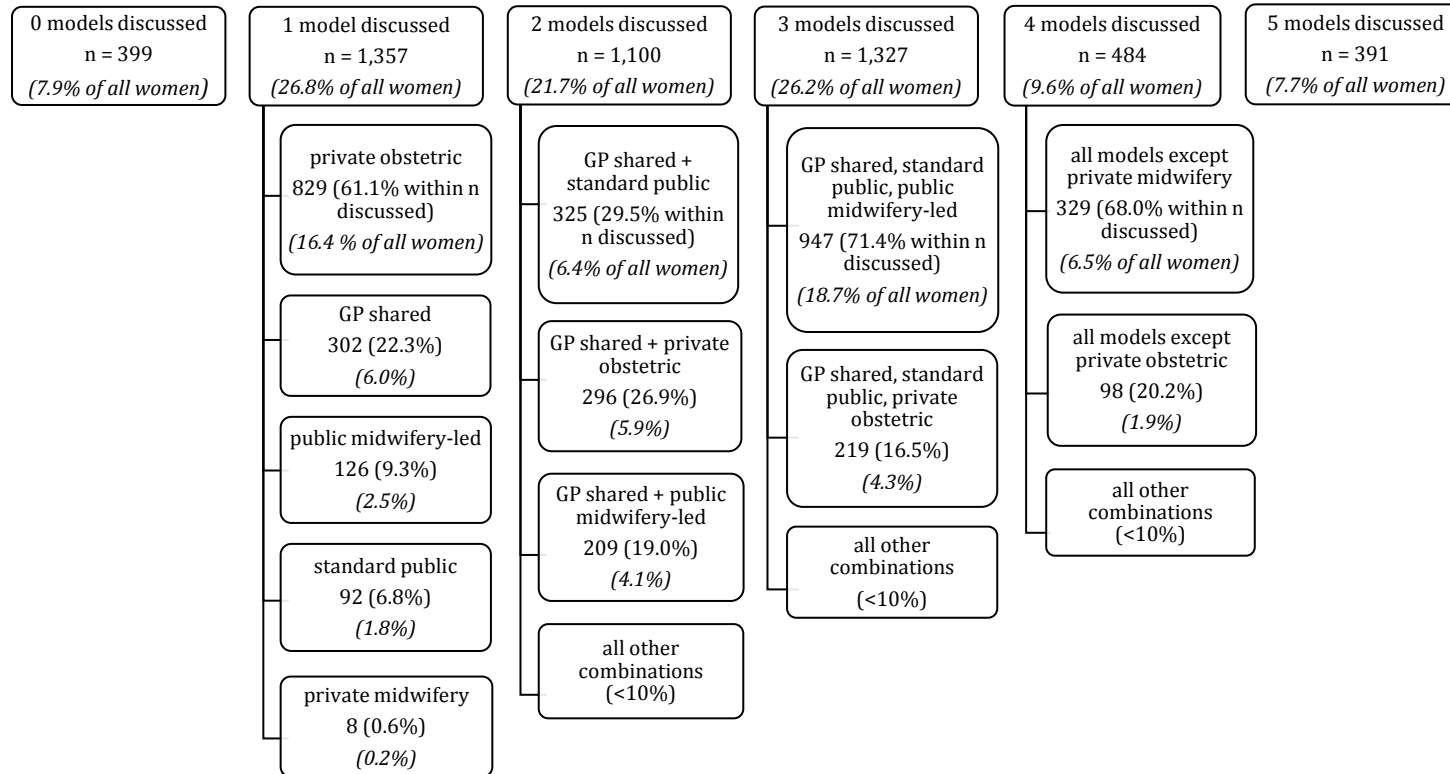 0 models discussed
n = 399
(7.9% of all women)
1 model discussed
n = 1,357
(26.8% of all women)
private obstetric
829 (61.1% within n
discussed)
(16.4 % of all women)
GP shared
302 (22.3%)
(6.0%)
public midwifery-led
126 (9.3%)
(2.5%)
standard public
92 (6.8%)
(1.8%)
private midwifery
8 (0.6%)
(0.2%)
2 models discussed
n = 1,100
(21.7% of all women)
GP shared +
standard public
325 (29.5% within
n discussed)
(6.4% of all women)
GP shared + private
obstetric
296 (26.9%)
(5.9%)
GP shared + public
midwifery-led
209 (19.0%)
(4.1%)
all other
combinations
(<10%)
3 models discussed
n = 1,327
(26.2% of all women)
GP shared, standard
public, public
midwifery-led
947 (71.4% within n
discussed)
(18.7% of all women)
GP shared, standard
public, private
obstetric
219 (16.5%)
(4.3%)
all other
combinations
(<10%)
4 models discussed
n = 484
(9.6% of all women)
all models except
private midwifery
329 (68.0% within n
discussed)
(6.5% of all women)
all models except
private obstetric
98 (20.2%)
(1.9%)
all other
combinations
(<10%)
5 models discussed
n = 391
(7.7% of all women)